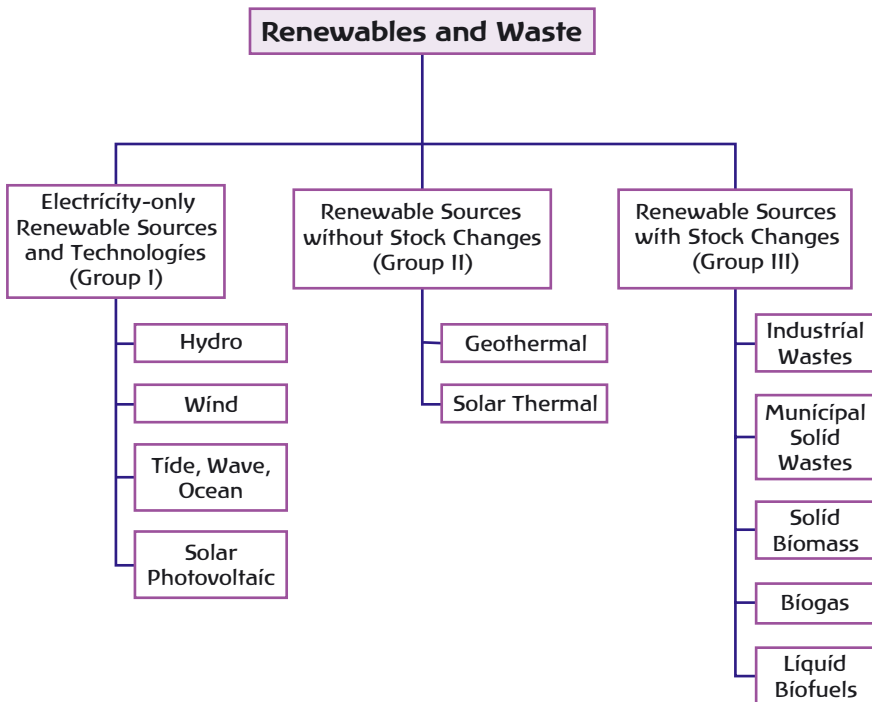 Renewables and Waste
Electricity-only
Renewable Sources
and Technologies
(Group I)
Hydro
Wind
Tide, Wave,
Ocean
Solar
Photovoltaic
Renewable Sources
without Stock Changes
(Group II)
Geothermal
Solar Thermal
Renewable Sources
with Stock Changes
(Group III)
Industrial
Wastes
Municipal
Solid
Wastes
Solid
Biomass
Biogas
Liquid
Biofuels